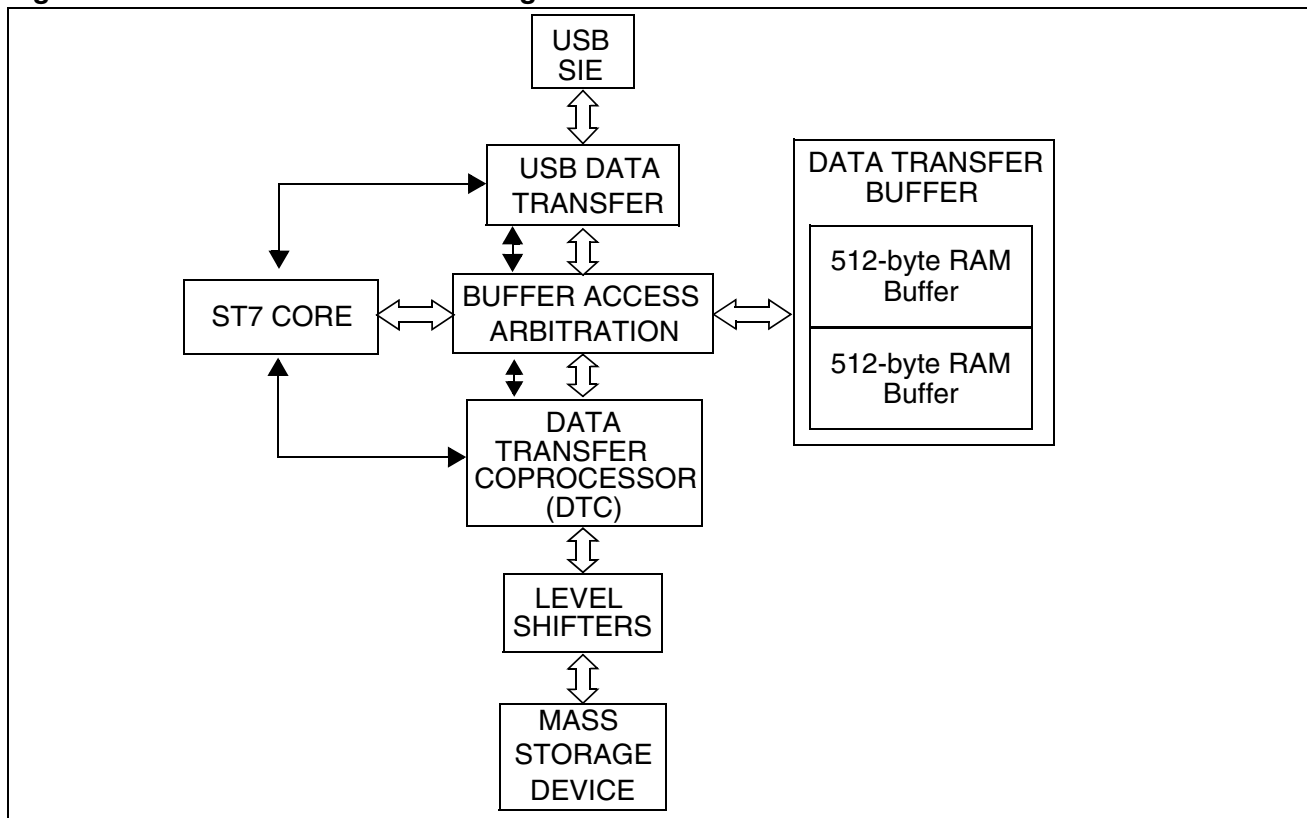 USB
SIE
USB DATA
TRANSFER
DATA TRANSFER
BUFFER
512-byte RAM
Buffer
ST7 CORE
BUFFER ACCESS
ARBITRATION
512-byte RAM
Buffer
DATA
TRANSFER
COPROCESSOR
(DTC)
LEVEL
SHIFTERS
MASS
STORAGE
DEVICE